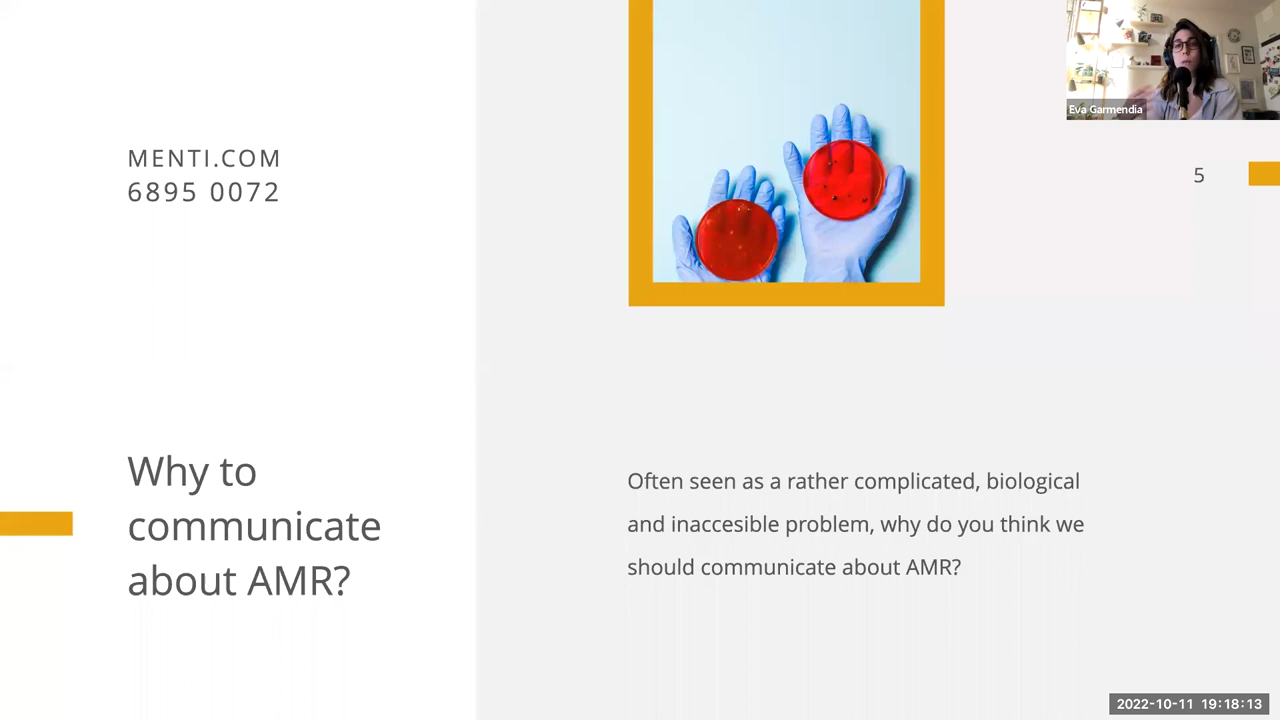 MENTI.COM
6895 0072
Eva Garmendia
5
Why to
communicate
about AMR?
Often seen as a rather complicated, biological
and inaccesible problem, why do you think we
should communicate about AMR?
2022-10-11 19:18:13